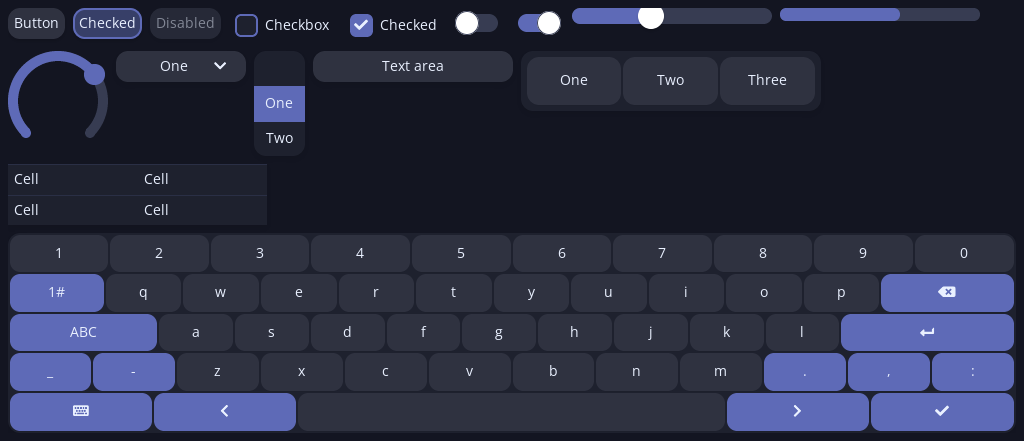 Button Checked Disabled Checkbox Checked
One One Two Text area One Two Three
Cell Cell
Cell Cell
1 2 3 4 5 6 7 8 9 0
1# q w e r t y u i o p
ABC a s d f g h j k l
_ - z x c v b n m . , :